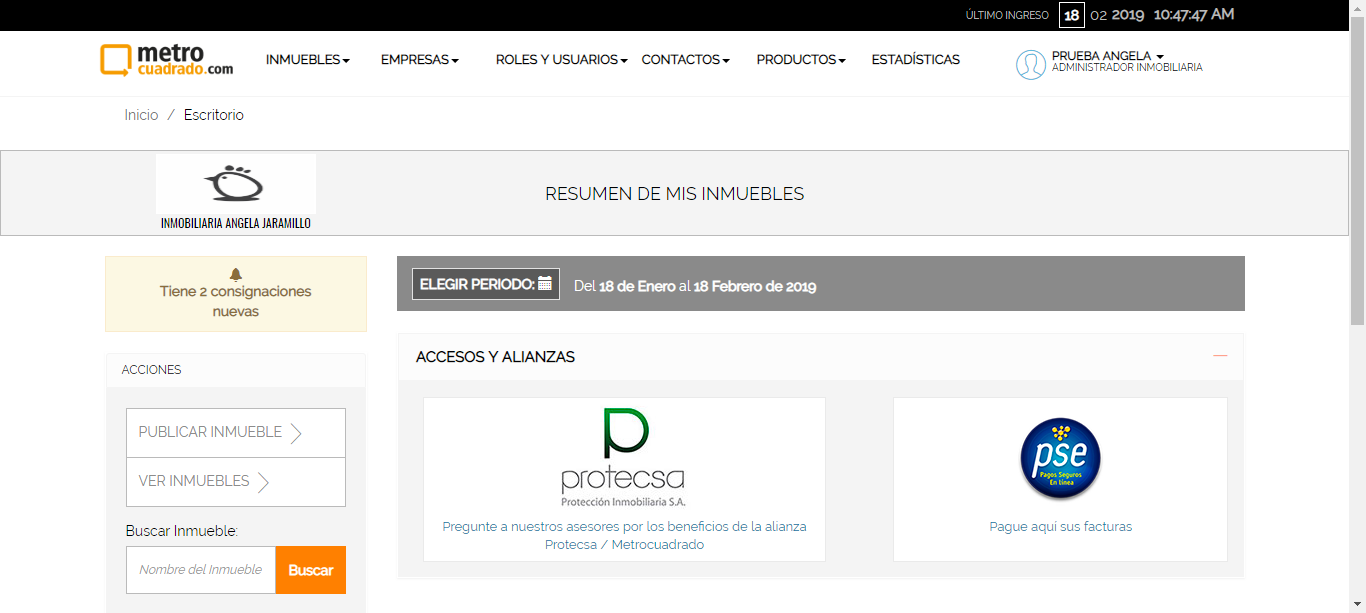 ÚLTIMO INGRESO 18 02 2019 10:47:47 AM
metro
cuadrado.com
INMUEBLES EMPRESAS ROLES Y USUARIOS CONTACTOS PRODUCTOS ESTADÍSTICAS
PRUEBA ANGELA
ADMINISTRADOR INMOBILIARIA
Inicio / Escritorio
INMOBILIARIA ANGELA JARAMILLO
RESUMEN DE MIS INMUEBLES
Tiene 2 consignaciones
nuevas
ELEGIR PERIODO: Del 18 de Enero al 18 Febrero de 2019
ACCIONES
PUBLICAR INMUEBLE
VER INMUEBLES
Buscar Inmueble:
Nombre del Inmueble Buscar
ACCESOS Y ALIANZAS
protecsa
Protección Inmobiliaria S.A.
Pregunte a nuestros asesores por los beneficios de la alianza
Protecsa / Metrocuadrado
pse
Pagos Seguros
En línea
Pague aquí sus facturas